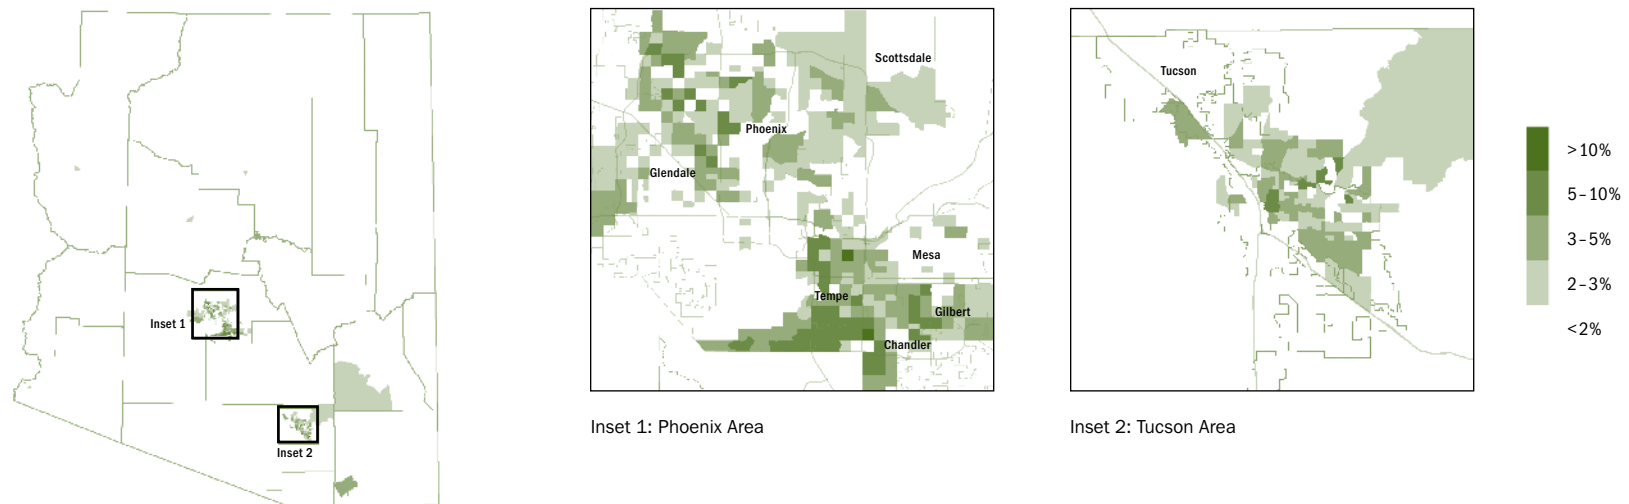 Inset 1
Inset 2
Scottsdale
Phoenix
Glendale
Mesa
Tempe
Gilbert
Chandler
Inset 1: Phoenix Area
Tucson
Inset 2: Tucson Area
>10%
5–10%
3–5%
2–3%
<2%